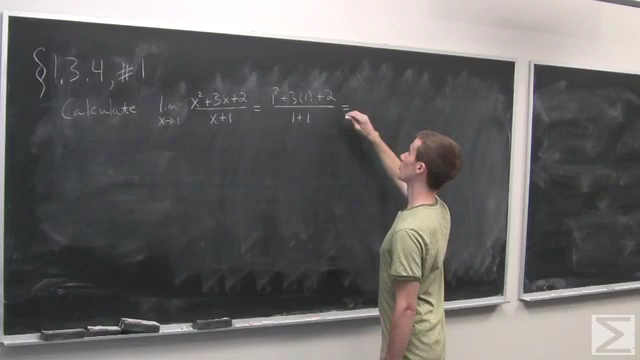 §1.3.4, #1
Calculate lim x→1 x²+3x+2 / x+1 = 1²+3(1)+2 / 1+1 =
Σ